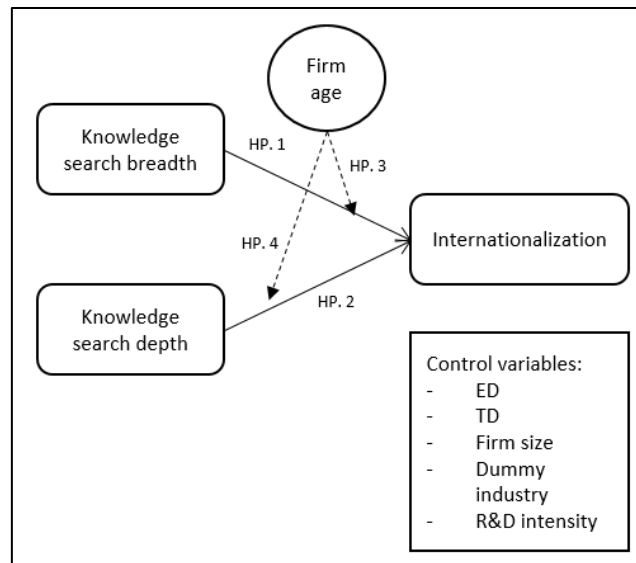 Firm
age
Knowledge
search breadth
HP. 1
HP. 3
Internationalization
HP. 4
Knowledge
search depth
HP. 2
Control variables:
- ED
- TD
- Firm size
- Dummy
industry
- R&D intensity